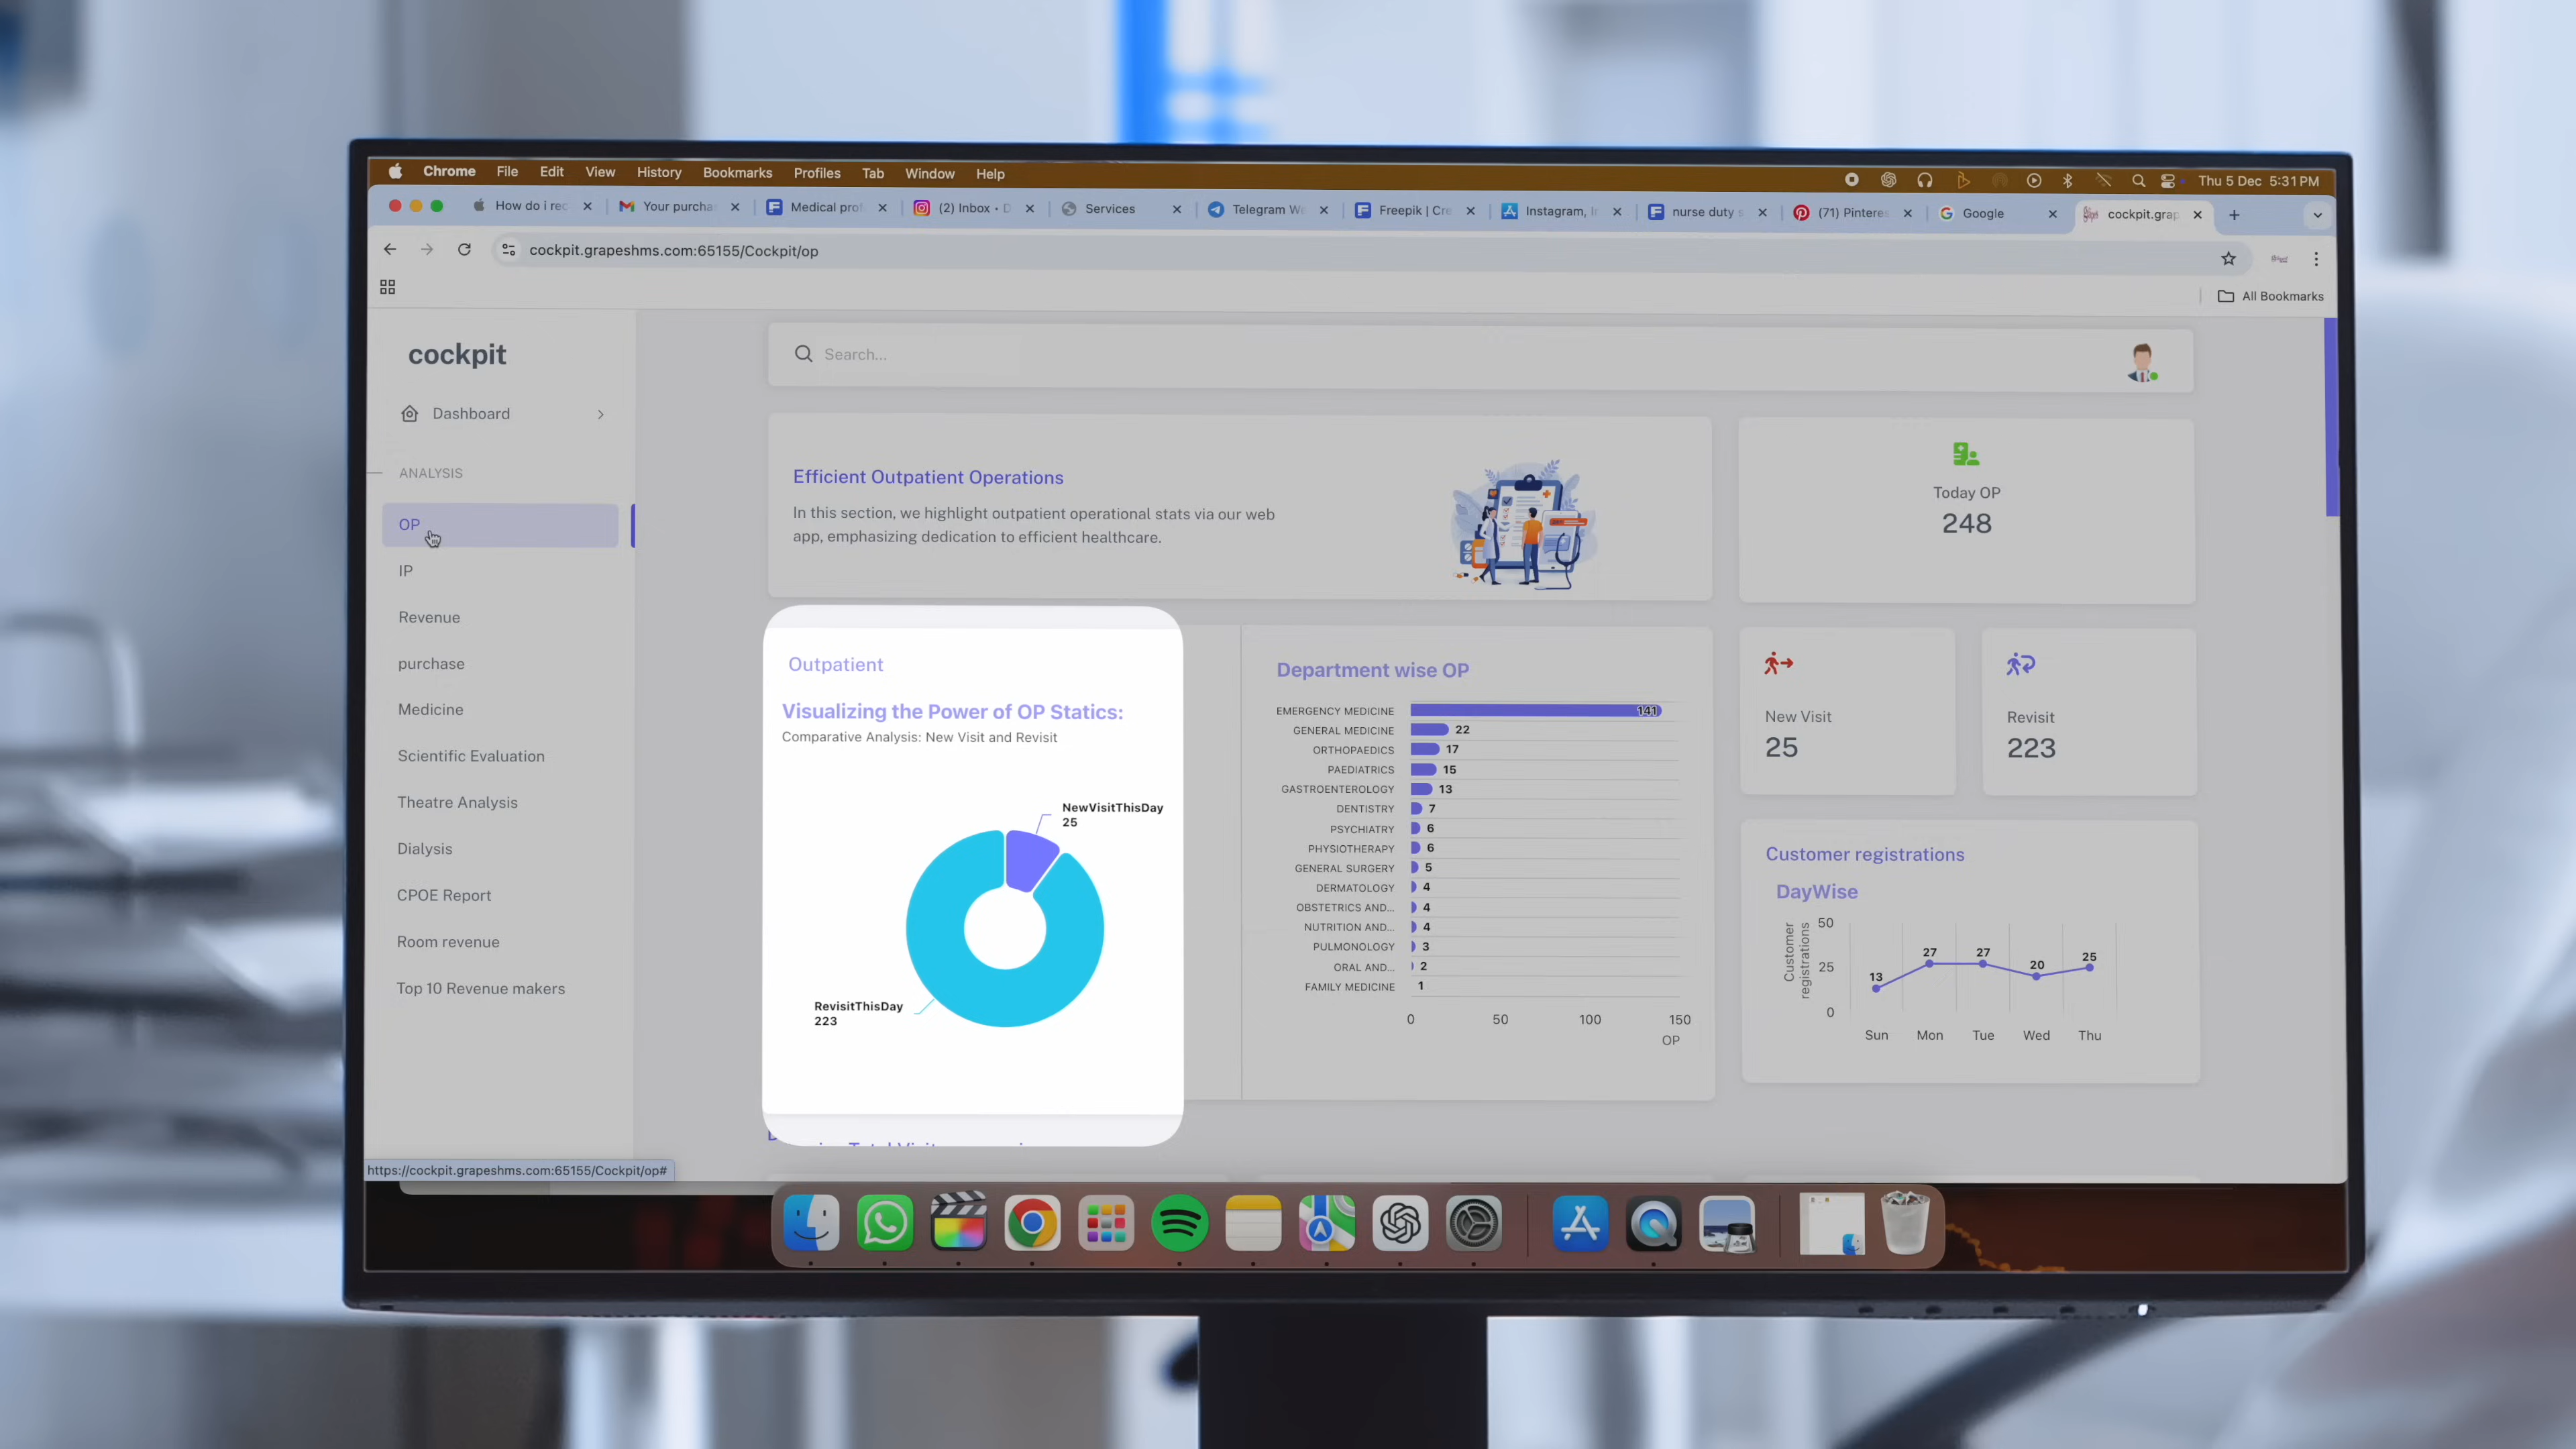 Chrome File Edit View History Bookmarks Profiles Tab Window Help
Thu 5 Dec 5:31 PM
How do i rec
Your purcha
Medical prof
(2) Inbox • D
Services
Telegram We
Freepik | Cre
Instagram, I
nurse duty s
(71) Pinteres
Google
cockpit.grap
cockpit.grapeshms.com:65155/Cockpit/op
All Bookmarks
cockpit
Dashboard
ANALYSIS
OP
IP
Revenue
purchase
Medicine
Scientific Evaluation
Theatre Analysis
Dialysis
CPOE Report
Room revenue
Top 10 Revenue makers
https://cockpit.grapeshms.com:65155/Cockpit/op#
Search...
Efficient Outpatient Operations
In this section, we highlight outpatient operational stats via our web
app, emphasizing dedication to efficient healthcare.
Today OP
248
Outpatient
Visualizing the Power of OP Statics:
Comparative Analysis: New Visit and Revisit
NewVisitThisDay
25
RevisitThisDay
223
Department wise OP
EMERGENCY MEDICINE 141
GENERAL MEDICINE 22
ORTHOPAEDICS 17
PAEDIATRICS 15
GASTROENTEROLOGY 13
DENTISTRY 7
PSYCHIATRY 6
PHYSIOTHERAPY 6
GENERAL SURGERY 5
DERMATOLOGY 4
OBSTETRICS AND... 4
NUTRITION AND... 4
PULMONOLOGY 3
ORAL AND... 2
FAMILY MEDICINE 1
0 50 100 150
OP
New Visit
25
Revisit
223
Customer registrations
DayWise
Customer
registrations
50
25
0
13 27 27 20 25
Sun Mon Tue Wed Thu